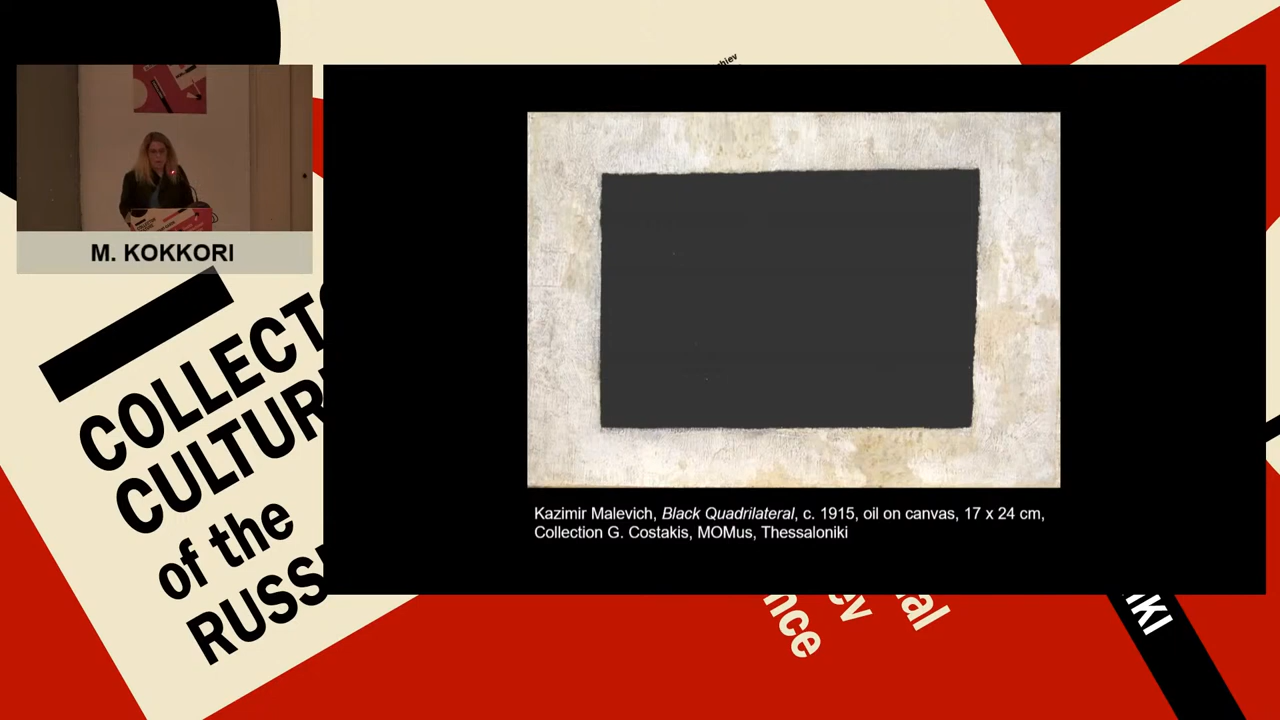 M. KOKKORI
COLLECT
CULTUR
of the
RUSS
Kazimir Malevich, Black Quadrilateral, c. 1915, oil on canvas, 17 x 24 cm,
Collection G. Costakis, MOMus, Thessaloniki